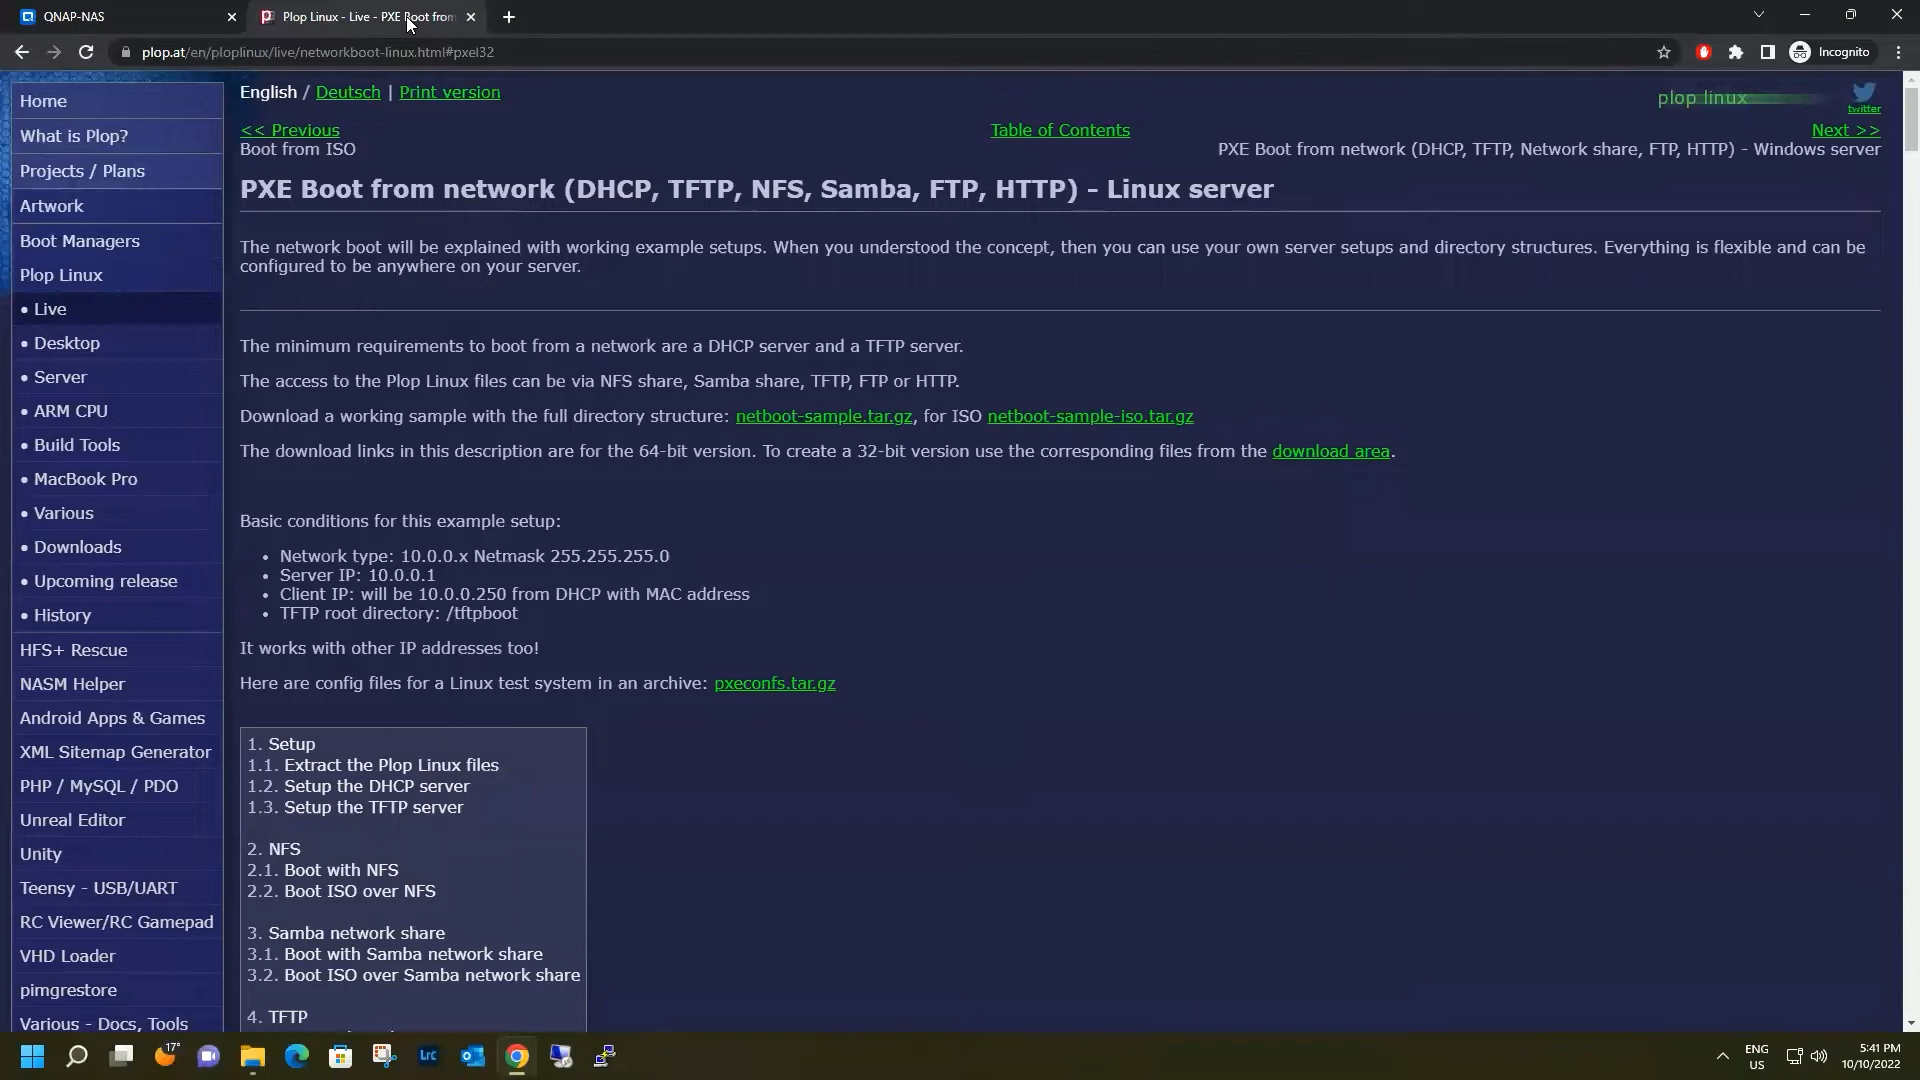 QNAP-NAS
Plop Linux - Live - PXE Boot from
plop.at/en/ploplinux/live/networkboot-linux.html#pxel32
Incognito
Home
What is Plop?
Projects / Plans
Artwork
Boot Managers
Plop Linux
• Live
• Desktop
• Server
• ARM CPU
• Build Tools
• MacBook Pro
• Various
• Downloads
• Upcoming release
• History
HFS+ Rescue
NASM Helper
Android Apps & Games
XML Sitemap Generator
PHP / MySQL / PDO
Unreal Editor
Unity
Teensy - USB/UART
RC Viewer/RC Gamepad
VHD Loader
pimgrestore
Various - Docs, Tools
English / Deutsch | Print version
plop linux
twitter
<< Previous
Table of Contents
Next >>
Boot from ISO
PXE Boot from network (DHCP, TFTP, Network share, FTP, HTTP) - Windows server
PXE Boot from network (DHCP, TFTP, NFS, Samba, FTP, HTTP) - Linux server
The network boot will be explained with working example setups. When you understood the concept, then you can use your own server setups and directory structures. Everything is flexible and can be
configured to be anywhere on your server.
The minimum requirements to boot from a network are a DHCP server and a TFTP server.
The access to the Plop Linux files can be via NFS share, Samba share, TFTP, FTP or HTTP.
Download a working sample with the full directory structure: netboot-sample.tar.gz, for ISO netboot-sample-iso.tar.gz
The download links in this description are for the 64-bit version. To create a 32-bit version use the corresponding files from the download area.
Basic conditions for this example setup:
• Network type: 10.0.0.x Netmask 255.255.255.0
• Server IP: 10.0.0.1
• Client IP: will be 10.0.0.250 from DHCP with MAC address
• TFTP root directory: /tftpboot
It works with other IP addresses too!
Here are config files for a Linux test system in an archive: pxeconfs.tar.gz
1. Setup
1.1. Extract the Plop Linux files
1.2. Setup the DHCP server
1.3. Setup the TFTP server
2. NFS
2.1. Boot with NFS
2.2. Boot ISO over NFS
3. Samba network share
3.1. Boot with Samba network share
3.2. Boot ISO over Samba network share
4. TFTP
17°
Lrc
ENG
US
5:41 PM
10/10/2022